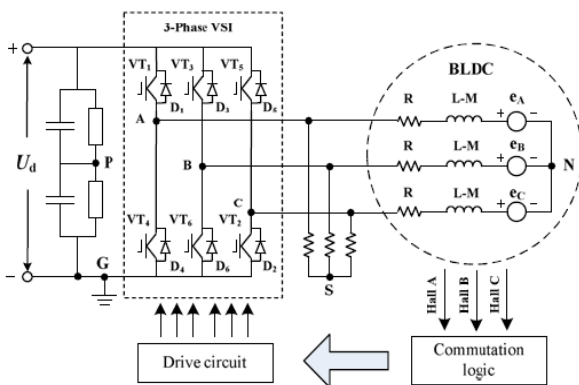 3-Phase VSI
+
VT1 VT3 VT5
BLDC
D1 D3 D5
R L-M eA
+ −
A
R L-M eB
+ −
B
N
Ud
P
R L-M eC
+ −
C
VT4 VT6 VT2
G
D4 D6 D2
S
−
Hall A
Hall B
Hall C
Drive circuit
Commutation
logic